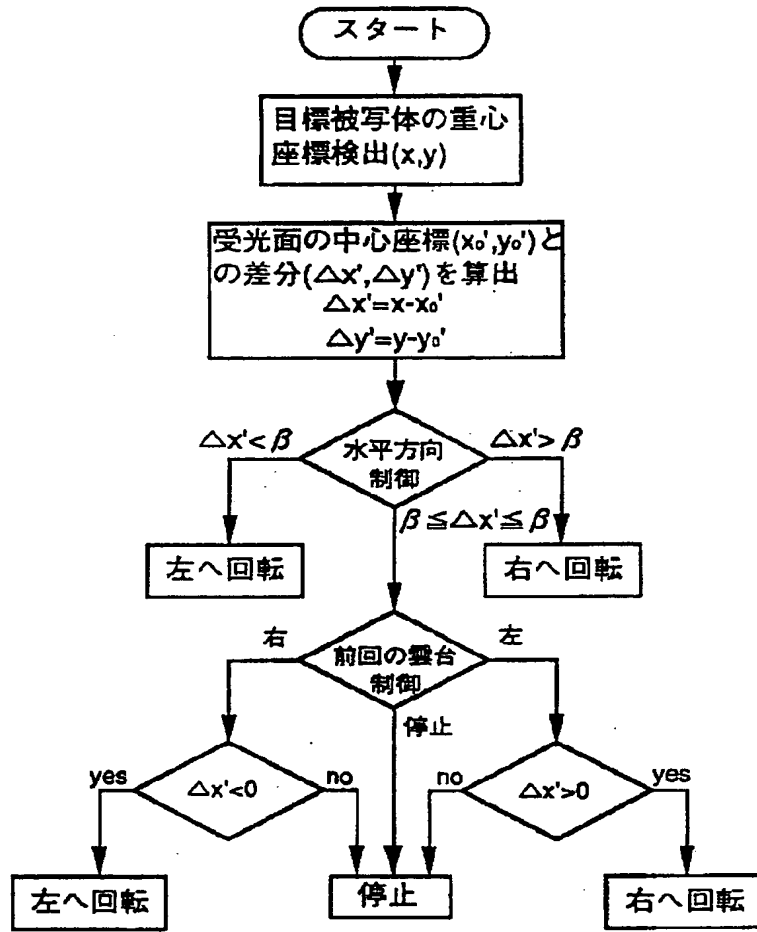 スタート
目標被写体の重心
座標検出(x,y)
受光面の中心座標(x₀',y₀')と
の差分(△x',△y')を算出
△x'=x-x₀'
△y'=y-y₀'
△x'<β
水平方向
制御
△x'>β
β≦△x'≦β
左へ回転
右へ回転
右
前回の雲台
制御
左
停止
yes
△x'<0
no
no
△x'>0
yes
左へ回転
停止
右へ回転